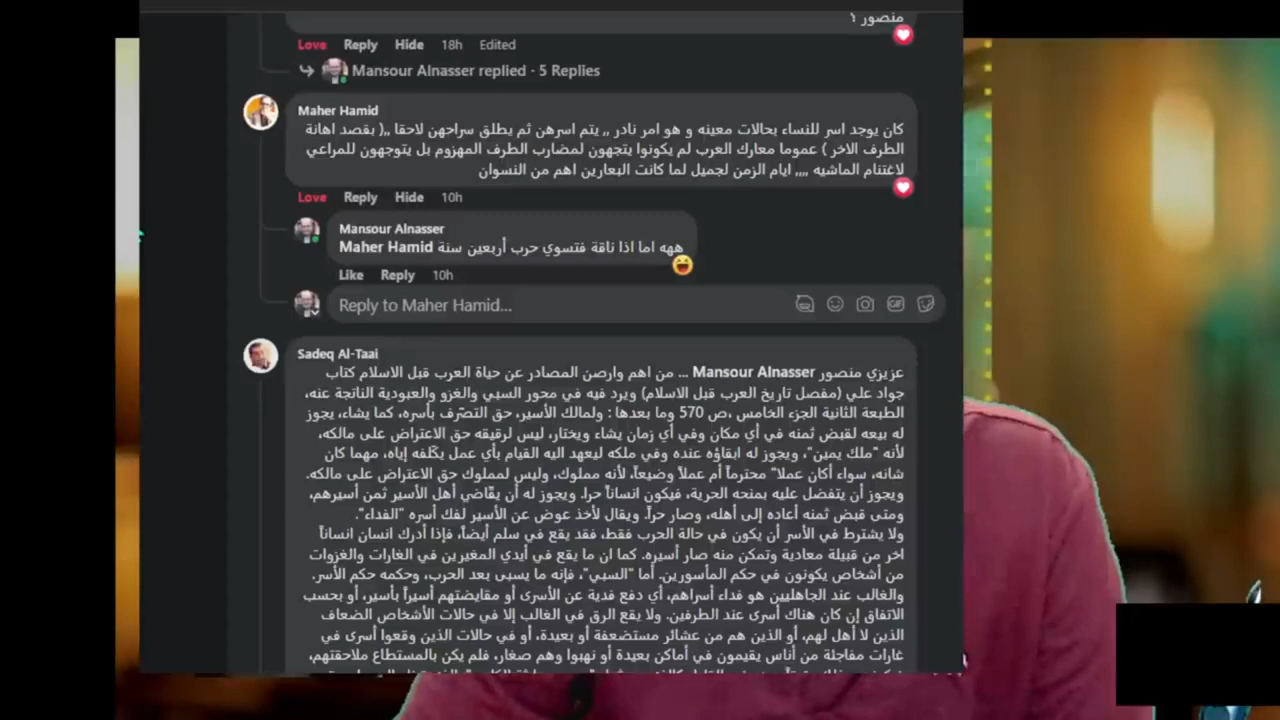 منصور ؟
Love Reply Hide 18h Edited
Mansour Alnasser replied · 5 Replies
Maher Hamid
كان يوجد اسر للنساء بحالات معينه و هو امر نادر ,, يتم اسرهن ثم يطلق سراحهن لاحقا ,,( بقصد اهانة
الطرف الاخر ) عموما معارك العرب لم يكونوا يتجهون لمضارب الطرف المهزوم بل يتوجهون للمراعي
لاغتنام الماشيه ,,,, ايام الزمن لجميل لما كانت البعارين اهم من النسوان
Love Reply Hide 10h
Mansour Alnasser
Maher Hamid ههه اما اذا ناقة فتسوي حرب أربعين سنة
Like Reply 10h
Reply to Maher Hamid...
GIF
Sadeq Al-Taai
عزيزي منصور Mansour Alnasser ... من اهم وارصن المصادر عن حياة العرب قبل الاسلام كتاب
جواد علي (مفصل تاريخ العرب قبل الاسلام) ويرد فيه في محور السبي والغزو والعبودية الناتجة عنه،
الطبعة الثانية الجزء الخامس ،ص 570 وما بعدها : ولمالك الأسير، حق التصرّف بأسره، كما يشاء، يجوز
له بيعه لقبض ثمنه في أي مكان وفي أي زمان يشاء ويختار، ليس لرقيقه حق الاعتراض على مالكه،
لأنه "ملك يمين"، ويجوز له ابقاؤه عنده وفي ملكه ليعهد اليه القيام بأي عمل يكّلفه إياه، مهما كان
شانه، سواء أكان عملا" محترماً أم عملاً وضيعاً، لأنه مملوك، وليس لمملوك حق الاعتراض على مالكه.
ويجوز أن يتفضل عليه بمنحه الحرية، فيكون انساناً حرا. ويجوز له أن يقّاضي أهل الأسير ثمن أسيرهم،
ومتى قبض ثمنه أعاده إلى أهله، وصار حراً. ويقال لأخذ عوض عن الأسير لفك أسره "الفداء".
ولا يشترط في الأسر أن يكون في حالة الحرب فقط، فقد يقع في سلم أيضاً، فإذا أدرك انسان انساناً
اخر من قبيلة معادية وتمكن منه صار أسيره. كما ان ما يقع في أيدي المغيرين في الغارات والغزوات
من أشخاص يكونون في حكم المأسورين. أما "السبي"، فإنه ما يسبى بعد الحرب، وحكمه حكم الأسر.
والغالب عند الجاهليين هو فداء أسراهم، أي دفع فدية عن الأسرى أو مقايضتهم أسيراً بأسير، أو بحسب
الاتفاق إن كان هناك أسرى عند الطرفين. ولا يقع الرق في الغالب إلا في حالات الأشخاص الضعاف
الذين لا أهل لهم، أو الذين هم من عشائر مستضعفة أو بعيدة، أو في حالات الذين وقعوا أسرى في
غارات مفاجئة من أناس يقيمون في أماكن بعيدة أو نهبوا وهم صغار، فلم يكن بالمستطاع ملاحقتهم،